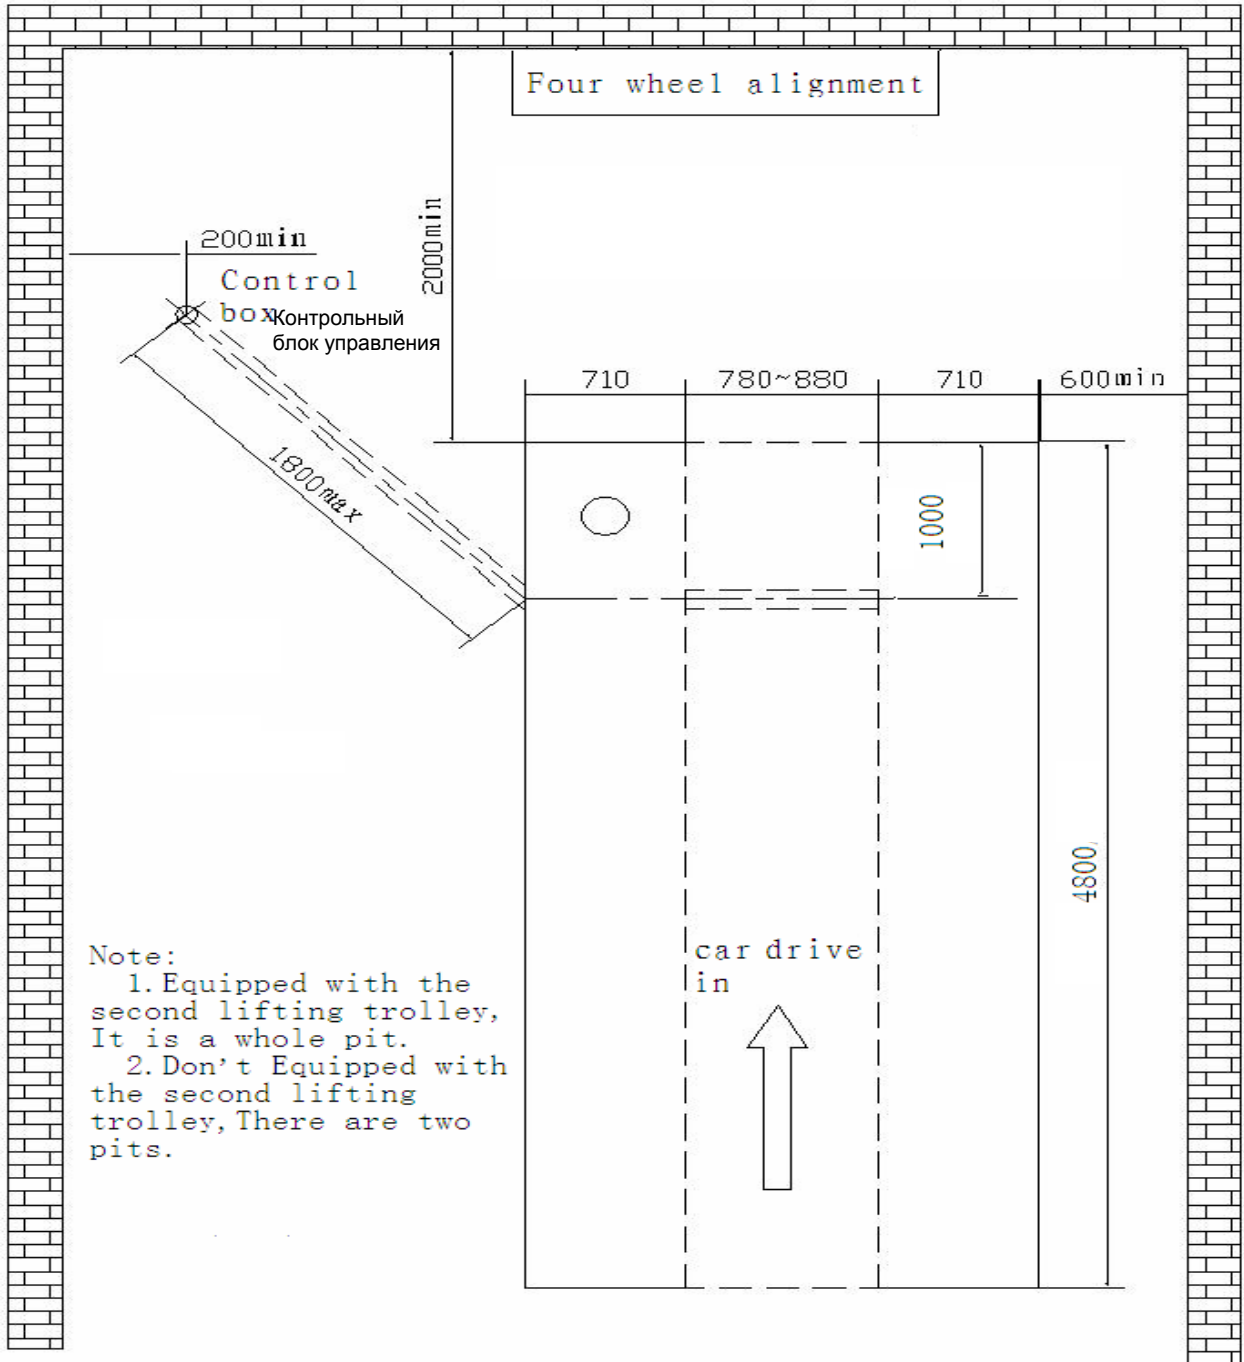 Four wheel alignment
200min
2000min
Control
box
Контрольный
блок управления
1800max
710
780~880
710
600min
1000
4800
car drive
in
Note:
1. Equipped with the
second lifting trolley,
It is a whole pit.
2. Don't Equipped with
the second lifting
trolley, There are two
pits.